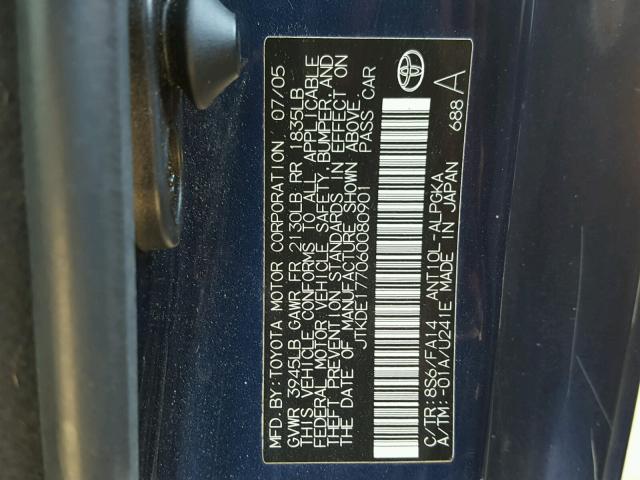 MFD. BY: TOYOTA MOTOR CORPORATION 07/05
GVWR 3945LB GAWR FR 2130LB RR 1835LB
THIS VEHICLE CONFORMS TO ALL APPLICABLE
FEDERAL MOTOR VEHICLE SAFETY, BUMPER, AND
THEFT PREVENTION STANDARDS IN EFFECT ON
THE DATE OF MANUFACTURE SHOWN ABOVE.
JTKDE177060080901 PASS CAR
C/TR: 8S6/FA14 ANT10L-ALPGKA
A/TM: -01A/U241E MADE IN JAPAN
688 A